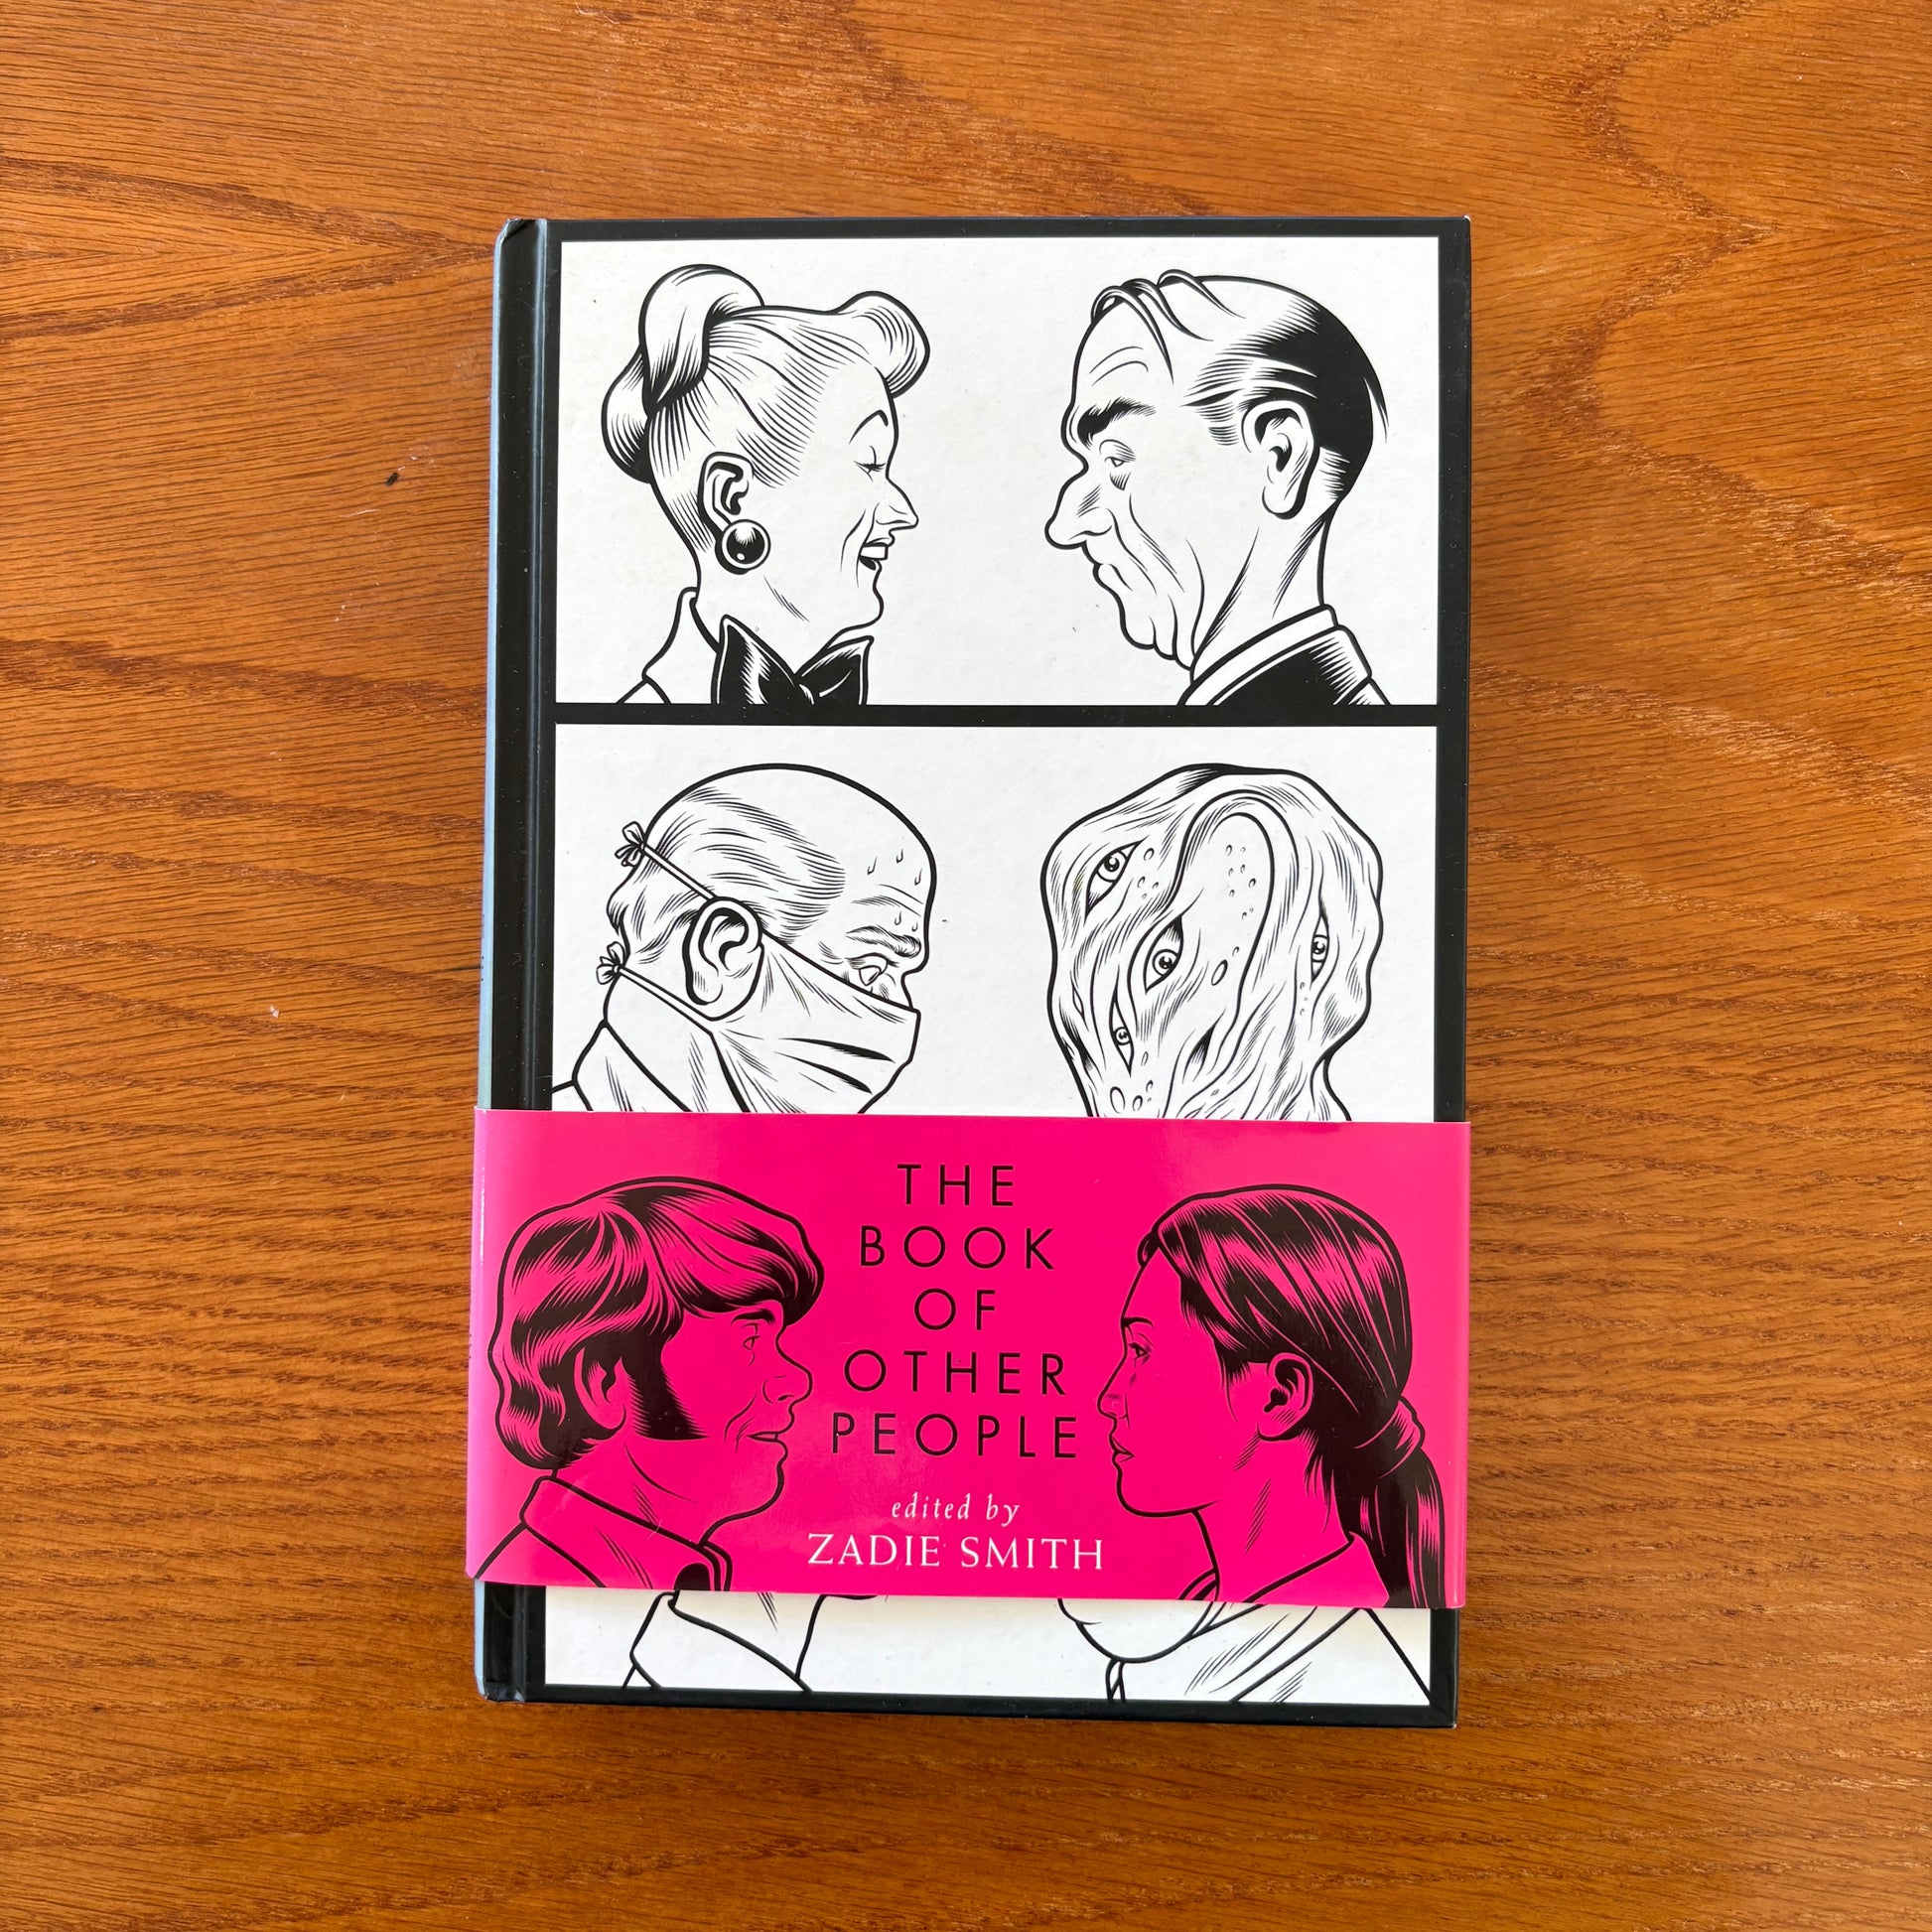 THE
BOOK
OF
OTHER
PEOPLE
edited by
ZADIE SMITH